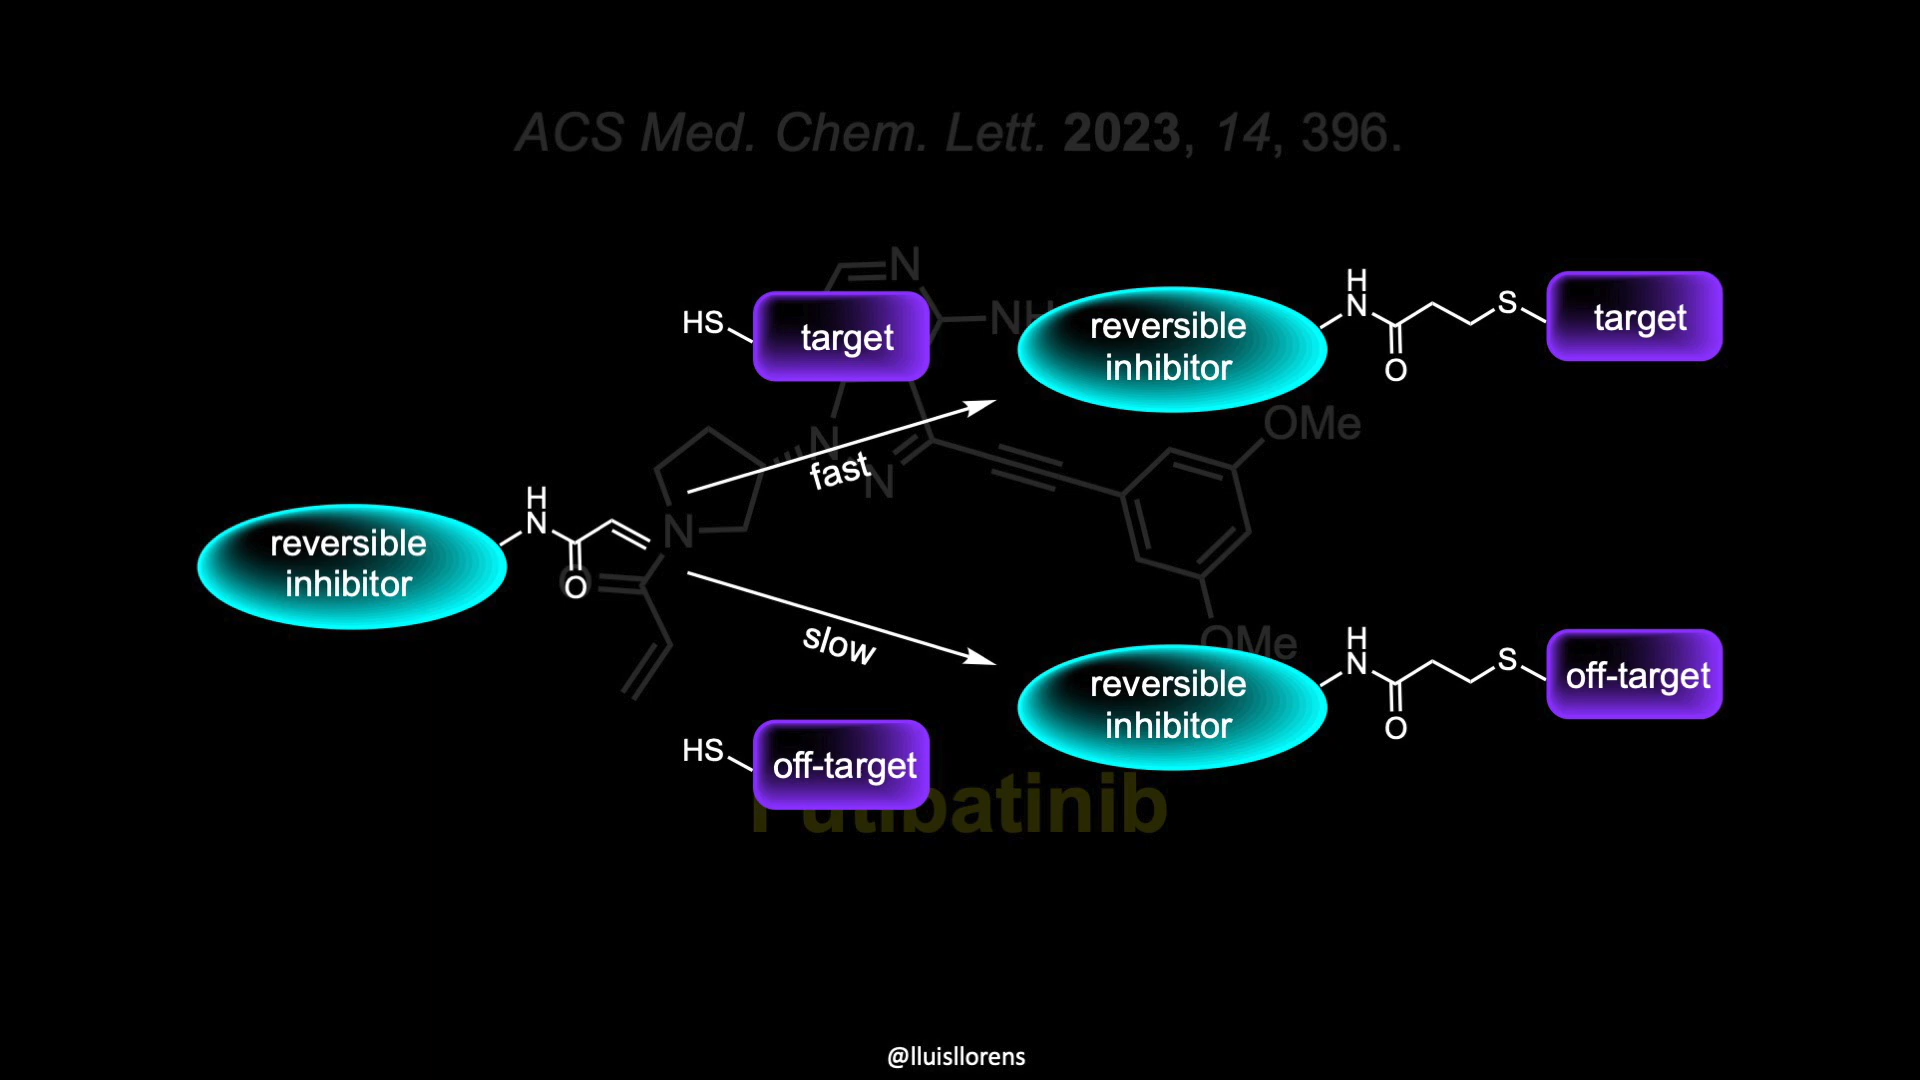 ACS Med. Chem. Lett. 2023, 14, 396.
N
NH
HS
target
reversible
inhibitor
H
N
O
S
target
OMe
N
N
fast
reversible
inhibitor
H
N
O
N
O
slow
OMe
HS
off-target
reversible
inhibitor
H
N
O
S
off-target
Futibatinib
@lluisllorens